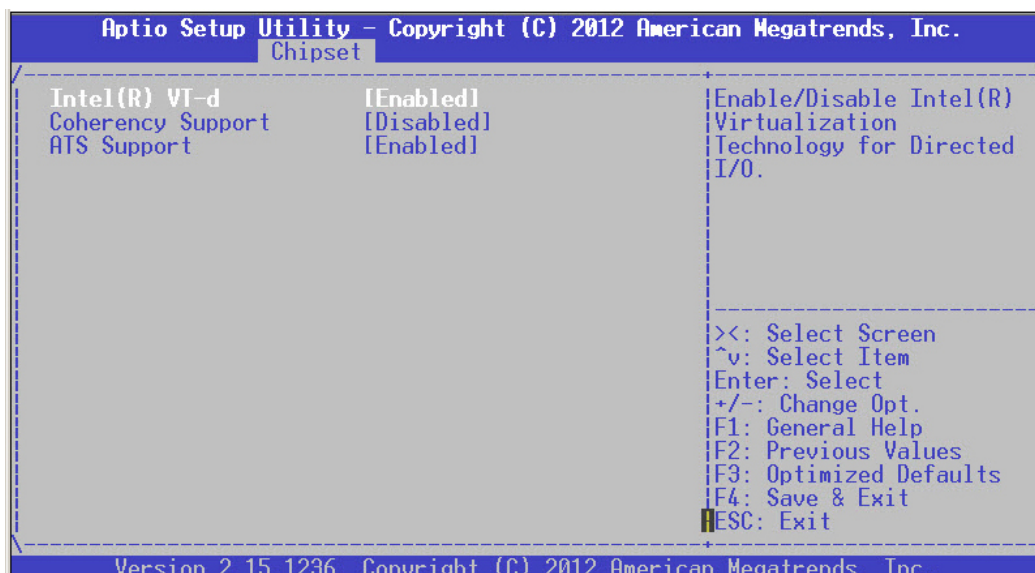 Aptio Setup Utility – Copyright (C) 2012 American Megatrends, Inc.
Chipset
Intel(R) VT-d [Enabled]
Coherency Support [Disabled]
ATS Support [Enabled]
Enable/Disable Intel(R)
Virtualization
Technology for Directed
I/O.
><: Select Screen
^v: Select Item
Enter: Select
+/-: Change Opt.
F1: General Help
F2: Previous Values
F3: Optimized Defaults
F4: Save & Exit
ESC: Exit
Version 2.15.1236. Copyright (C) 2012 American Megatrends, Inc.